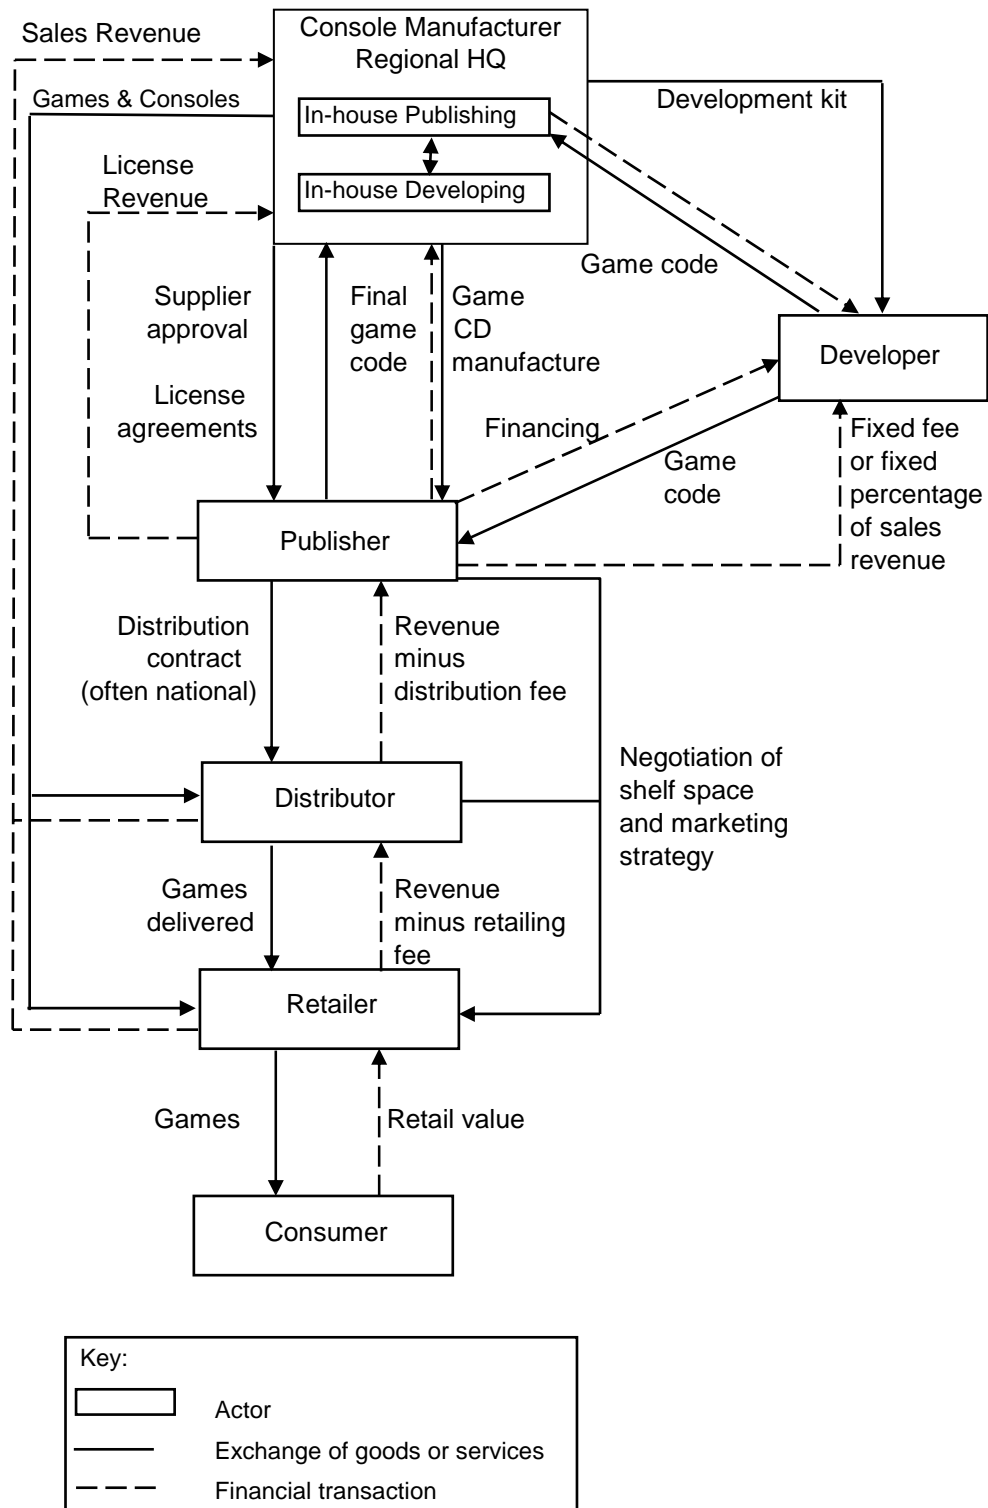 Sales Revenue
Console Manufacturer
Regional HQ
Games & Consoles
In-house Publishing
Development kit
License
Revenue
In-house Developing
Game code
Supplier
approval
License
agreements
Final
game
code
Game
CD
manufacture
Developer
Financing
Game
code
Fixed fee
or fixed
percentage
of sales
revenue
Publisher
Distribution
contract
(often national)
Revenue
minus
distribution fee
Negotiation of
shelf space
and marketing
strategy
Distributor
Games
delivered
Revenue
minus retailing
fee
Retailer
Games
Retail value
Consumer
Key:
Actor
Exchange of goods or services
Financial transaction